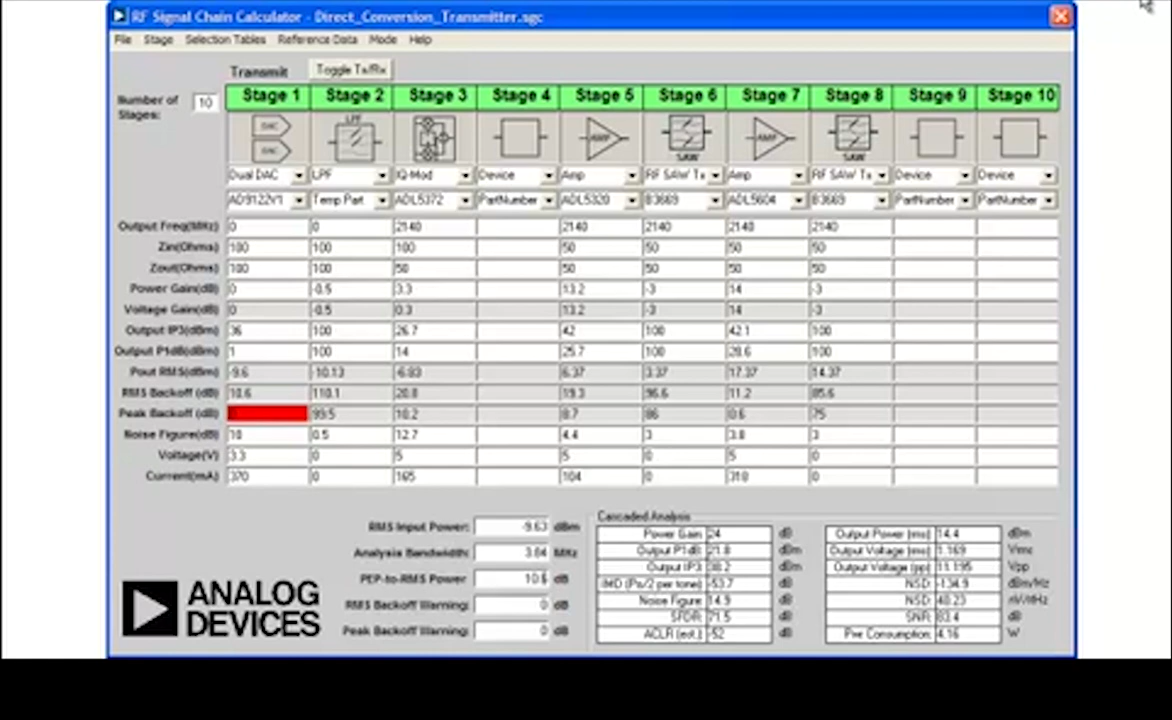 RF Signal Chain Calculator - Direct_Conversion_Transmitter.sgc
File Stage Selection Tables Reference Data Mode Help
Transmit Toggle Tx/Rx
Number of Stages: 10
Stage 1 Stage 2 Stage 3 Stage 4 Stage 5 Stage 6 Stage 7 Stage 8 Stage 9 Stage 10
DAC LPF AMP AMP
DAC SAW SAW
Dual DAC LPF IQ-Mod Device Amp RF SAW Tx Amp RF SAW Tx Device Device
AD9122V1 Temp Part ADL5372 PartNumber ADL5320 B3669 ADL5604 B3669 PartNumber PartNumber
Output Freq(MHz) 0 0 2140 2140 2140 2140 2140
Zin(Ohms) 100 100 100 50 50 50 50
Zout(Ohms) 100 100 50 50 50 50 50
Power Gain(dB) 0 -0.5 3.3 13.2 -3 14 -3
Voltage Gain(dB) 0 -0.5 0.3 13.2 -3 14 -3
Output IP3(dBm) 36 100 26.7 42 100 42.1 100
Output P1dB(dBm) 1 100 14 25.7 100 28.6 100
Pout RMS(dBm) -9.6 -10.13 -6.83 6.37 3.37 17.37 14.37
RMS Backoff (dB) 10.6 110.1 20.8 19.3 96.6 11.2 85.6
Peak Backoff (dB) 99.5 10.2 8.7 86 0.6 75
Noise Figure(dB) 10 0.5 12.7 4.4 3 3.8 3
Voltage(V) 3.3 0 5 5 0 5 0
Current(mA) 370 0 165 104 0 318 0
RMS Input Power: -9.63 dBm
Analysis Bandwidth: 3.84 MHz
PEP-to-RMS Power 10.6 dB
RMS Backoff Warning: 0 dB
Peak Backoff Warning: 0 dB
Cascaded Analysis
Power Gain: 24 dB
Output P1dB: 21.8 dBm
Output IP3: 38.2 dBm
IMD (Ps/2 per tone) -53.7 dB
Noise Figure 14.9 dB
SFDR: 71.5 dB
ACLR (est.): -52 dB
Output Power (rms) 14.4 dBm
Output Voltage (rms) 1.169 Vrms
Output Voltage (pp) 11.195 Vpp
NSD: -134.9 dBm/Hz
NSD: 40.23 nV/rtHz
SNR: 83.4 dB
Pwr Consumption: 4.16 W
ANALOG
DEVICES